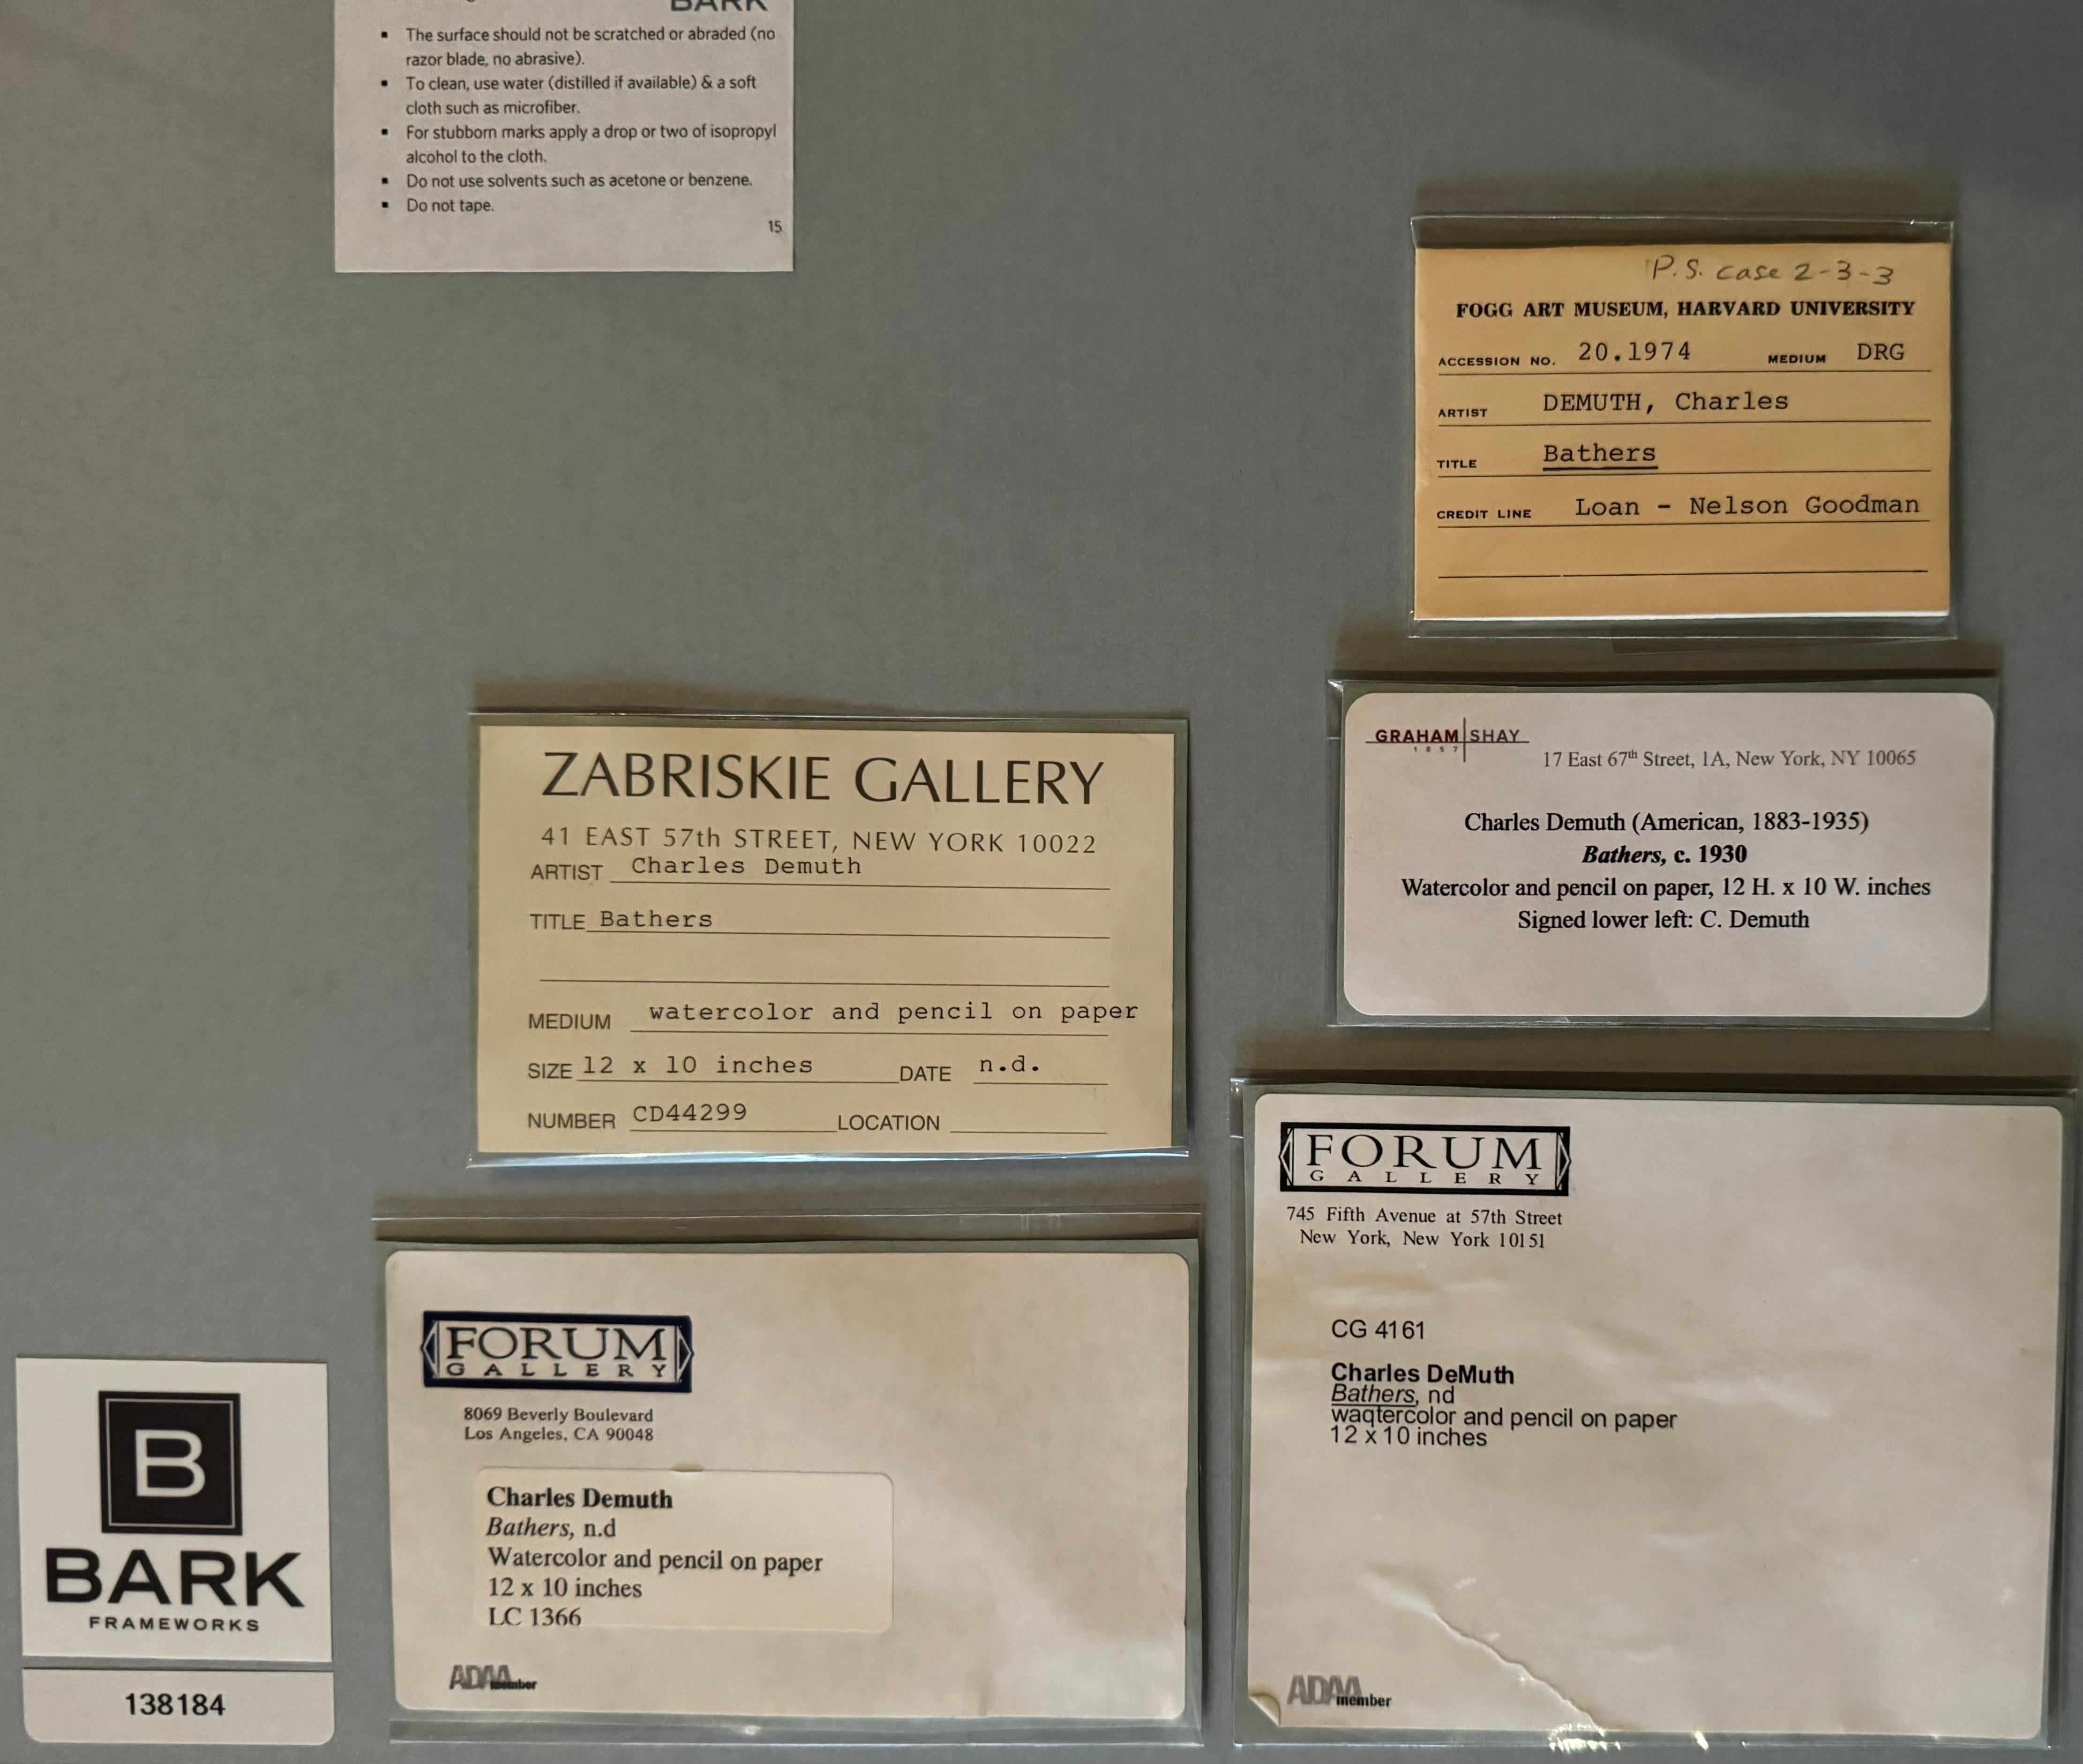 BARK
▪ The surface should not be scratched or abraded (no
razor blade, no abrasive).
▪ To clean, use water (distilled if available) & a soft
cloth such as microfiber.
▪ For stubborn marks apply a drop or two of isopropyl
alcohol to the cloth.
▪ Do not use solvents such as acetone or benzene.
▪ Do not tape.
15
P.S. case 2-3-3
FOGG ART MUSEUM, HARVARD UNIVERSITY
ACCESSION NO. 20.1974 MEDIUM DRG
ARTIST DEMUTH, Charles
TITLE Bathers
CREDIT LINE Loan - Nelson Goodman
GRAHAM SHAY
1857
17 East 67th Street, 1A, New York, NY 10065
Charles Demuth (American, 1883-1935)
Bathers, c. 1930
Watercolor and pencil on paper, 12 H. x 10 W. inches
Signed lower left: C. Demuth
ZABRISKIE GALLERY
41 EAST 57th STREET, NEW YORK 10022
ARTIST Charles Demuth
TITLE Bathers
MEDIUM watercolor and pencil on paper
SIZE 12 x 10 inches DATE n.d.
NUMBER CD44299 LOCATION
FORUM
GALLERY
745 Fifth Avenue at 57th Street
New York, New York 10151
CG 4161
Charles DeMuth
Bathers, nd
waqtercolor and pencil on paper
12 x 10 inches
ADAA member
FORUM
GALLERY
8069 Beverly Boulevard
Los Angeles, CA 90048
Charles Demuth
Bathers, n.d
Watercolor and pencil on paper
12 x 10 inches
LC 1366
ADAA member
B
BARK
FRAMEWORKS
138184